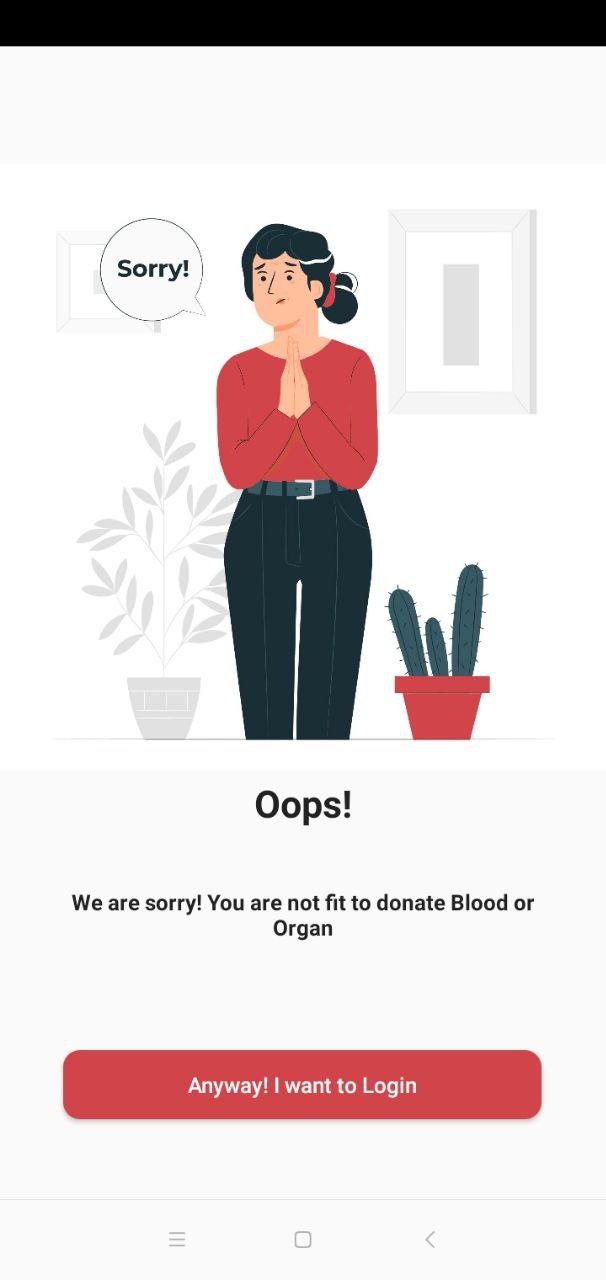 Sorry!
Oops!
We are sorry! You are not fit to donate Blood or
Organ
Anyway! I want to Login